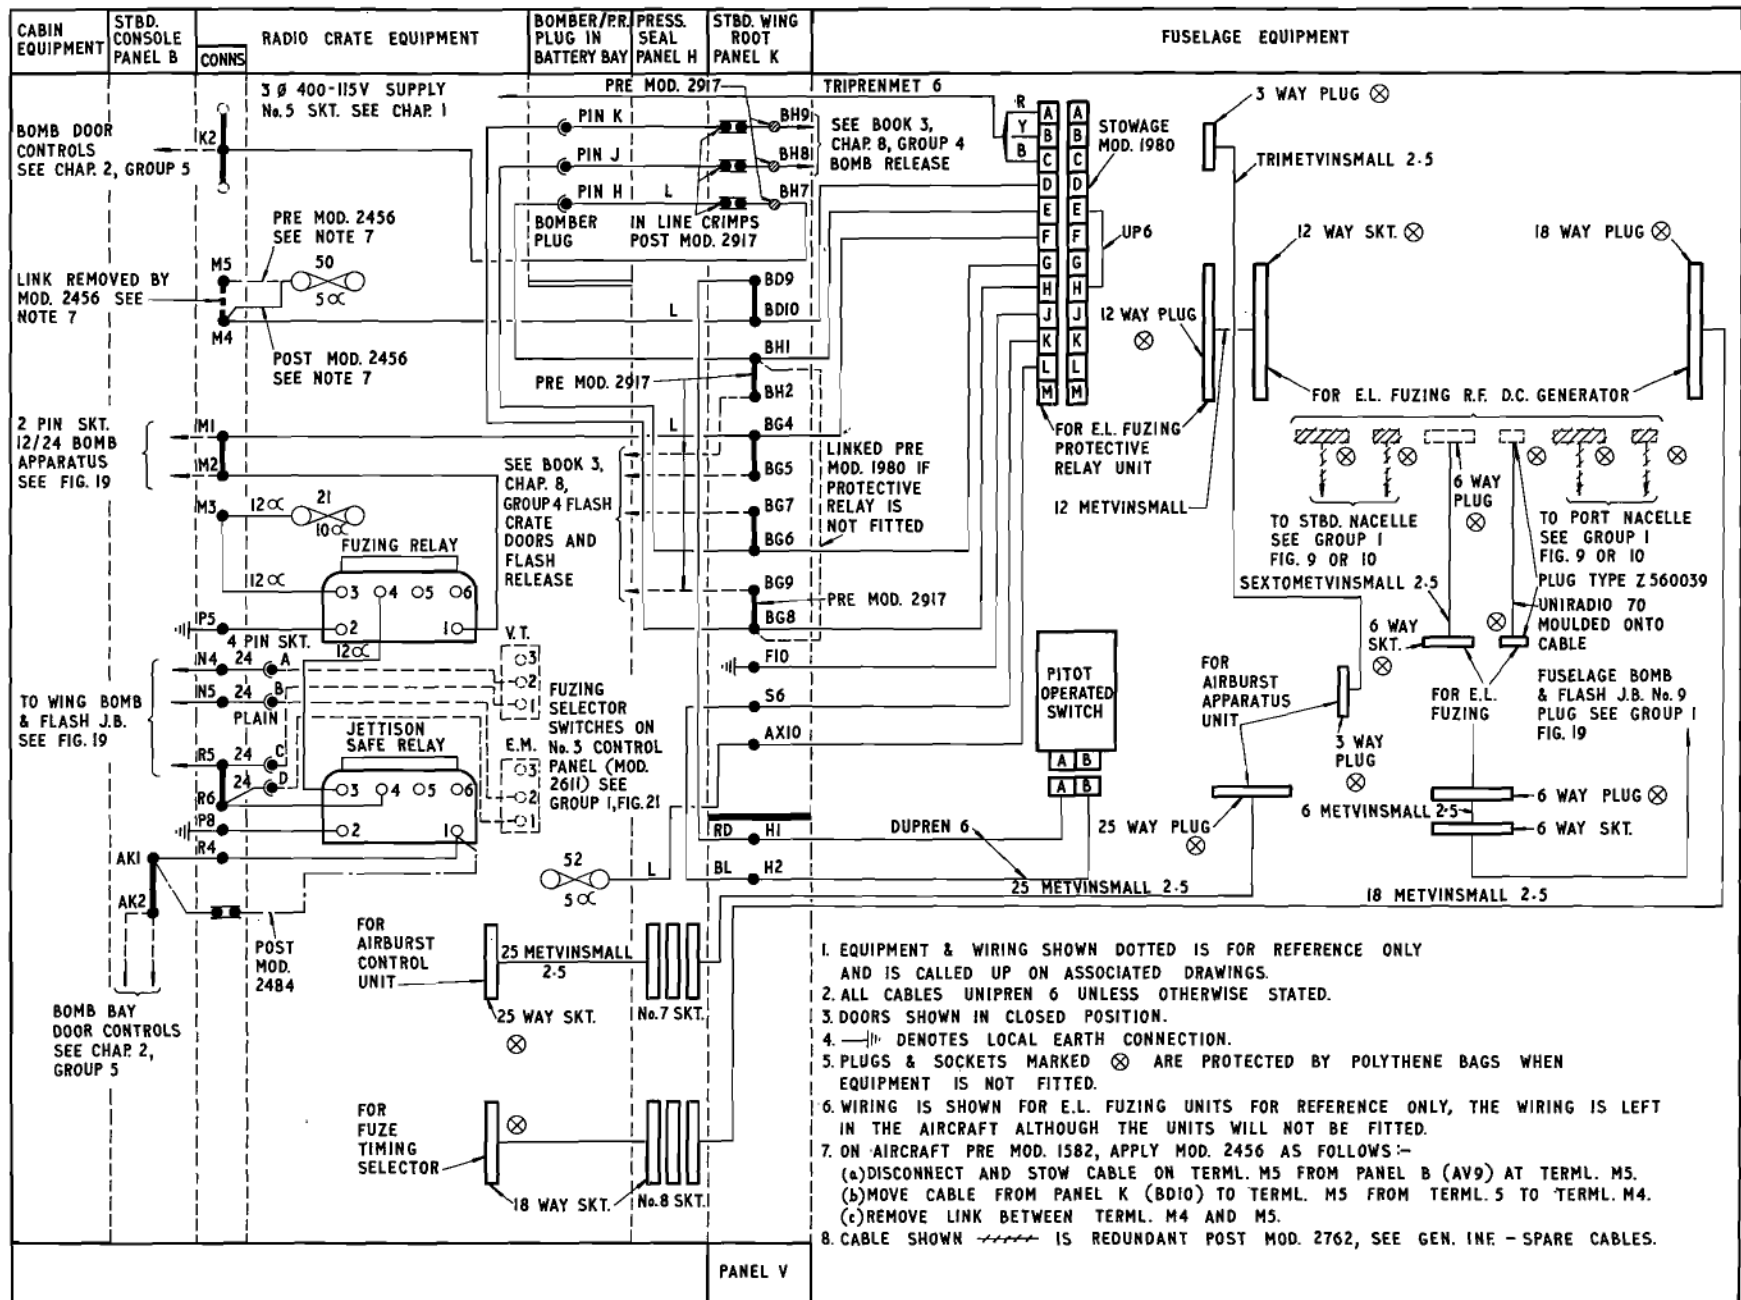 CABIN
EQUIPMENT
STBD.
CONSOLE
PANEL B
CONNS
RADIO CRATE EQUIPMENT
BOMBER/P.R.
PLUG IN
BATTERY BAY
PRESS.
SEAL
PANEL H
STBD. WING
ROOT
PANEL K
FUSELAGE EQUIPMENT
3 Ø 400-115V SUPPLY
No.5 SKT. SEE CHAP. 1
PRE MOD. 2917
TRIPRENMET 6
K2
BOMB DOOR
CONTROLS
SEE CHAP. 2, GROUP 5
PIN K
PIN J
PIN H
L
BH9
BH8
BH7
SEE BOOK 3,
CHAP. 8, GROUP 4
BOMB RELEASE
BOMBER
PLUG
IN LINE CRIMPS
POST MOD. 2917
R
Y
B
A
B
C
D
E
F
G
H
J
K
L
M
A
B
C
D
E
F
G
H
J
K
L
M
STOWAGE
MOD. 1980
UP6
3 WAY PLUG
TRIMETVINSMALL 2·5
12 WAY SKT.
18 WAY PLUG
12 WAY PLUG
FOR E.L. FUZING R.F. D.C. GENERATOR
PRE MOD. 2456
SEE NOTE 7
50
5 ∝
M5
LINK REMOVED BY
MOD. 2456 SEE
NOTE 7
M4
POST MOD. 2456
SEE NOTE 7
L
BD9
BD10
BH1
PRE MOD. 2917
BH2
2 PIN SKT.
12/24 BOMB
APPARATUS
SEE FIG. 19
M1
M2
L
BG4
BG5
BG7
BG6
BG9
BG8
SEE BOOK 3,
CHAP. 8,
GROUP 4 FLASH
CRATE
DOORS AND
FLASH
RELEASE
LINKED PRE
MOD. 1980 IF
PROTECTIVE
RELAY IS
NOT FITTED
PRE MOD. 2917
FOR E.L. FUZING
PROTECTIVE
RELAY UNIT
12 METVINSMALL
TO STBD. NACELLE
SEE GROUP 1
FIG. 9 OR 10
6 WAY
PLUG
TO PORT NACELLE
SEE GROUP 1
FIG. 9 OR 10
SEXTOMETVINSMALL 2·5
PLUG TYPE Z560039
UNIRADIO 70
MOULDED ONTO
CABLE
6 WAY
SKT.
FOR E.L.
FUZING
FUSELAGE BOMB
& FLASH J.B. No. 9
PLUG SEE GROUP 1
FIG. 19
M3
12 ∝
21
10 ∝
FUZING RELAY
12 ∝
3 4 5 6
2 1
P5
4 PIN SKT.
12 ∝
V.T.
3
2
1
N4
24
A
N5
24
B
PLAIN
TO WING BOMB
& FLASH J.B.
SEE FIG. 19
JETTISON
SAFE RELAY
R5
24
C
24
D
R6
3 4 5 6
2 1
P8
R4
E.M.
3
2
1
FUZING
SELECTOR
SWITCHES ON
No. 3 CONTROL
PANEL (MOD.
2611) SEE
GROUP 1, FIG. 21
F10
S6
AX10
PITOT
OPERATED
SWITCH
A B
A B
FOR
AIRBURST
APPARATUS
UNIT
3 WAY
PLUG
6 WAY PLUG
6 METVINSMALL 2·5
6 WAY SKT.
25 WAY PLUG
RD
H1
DUPREN 6
BL
H2
25 METVINSMALL 2·5
18 METVINSMALL 2·5
AK1
AK2
52
5 ∝
L
POST
MOD.
2484
BOMB BAY
DOOR CONTROLS
SEE CHAP. 2,
GROUP 5
FOR
AIRBURST
CONTROL
UNIT
25 METVINSMALL
2·5
25 WAY SKT.
No.7 SKT.
FOR
FUZE
TIMING
SELECTOR
18 WAY SKT.
No.8 SKT.
1. EQUIPMENT & WIRING SHOWN DOTTED IS FOR REFERENCE ONLY
AND IS CALLED UP ON ASSOCIATED DRAWINGS.
2. ALL CABLES UNIPREN 6 UNLESS OTHERWISE STATED.
3. DOORS SHOWN IN CLOSED POSITION.
4. DENOTES LOCAL EARTH CONNECTION.
5. PLUGS & SOCKETS MARKED ⊗ ARE PROTECTED BY POLYTHENE BAGS WHEN
EQUIPMENT IS NOT FITTED.
6. WIRING IS SHOWN FOR E.L. FUZING UNITS FOR REFERENCE ONLY, THE WIRING IS LEFT
IN THE AIRCRAFT ALTHOUGH THE UNITS WILL NOT BE FITTED.
7. ON AIRCRAFT PRE MOD. 1582, APPLY MOD. 2456 AS FOLLOWS:-
(a) DISCONNECT AND STOW CABLE ON TERML. M5 FROM PANEL B (AV9) AT TERML. M5.
(b) MOVE CABLE FROM PANEL K (BD10) TO TERML. M5 FROM TERML. 5 TO TERML. M4.
(c) REMOVE LINK BETWEEN TERML. M4 AND M5.
8. CABLE SHOWN IS REDUNDANT POST MOD. 2762, SEE GEN. INF. - SPARE CABLES.
PANEL V